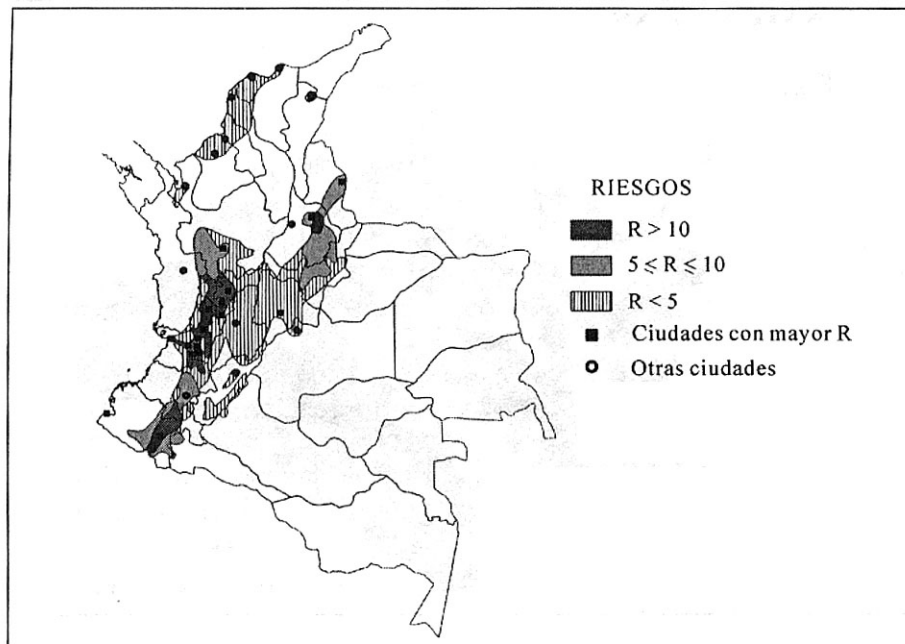 RIESGOS
R > 10
5 ⩽ R ⩽ 10
R < 5
Ciudades con mayor R
Otras ciudades